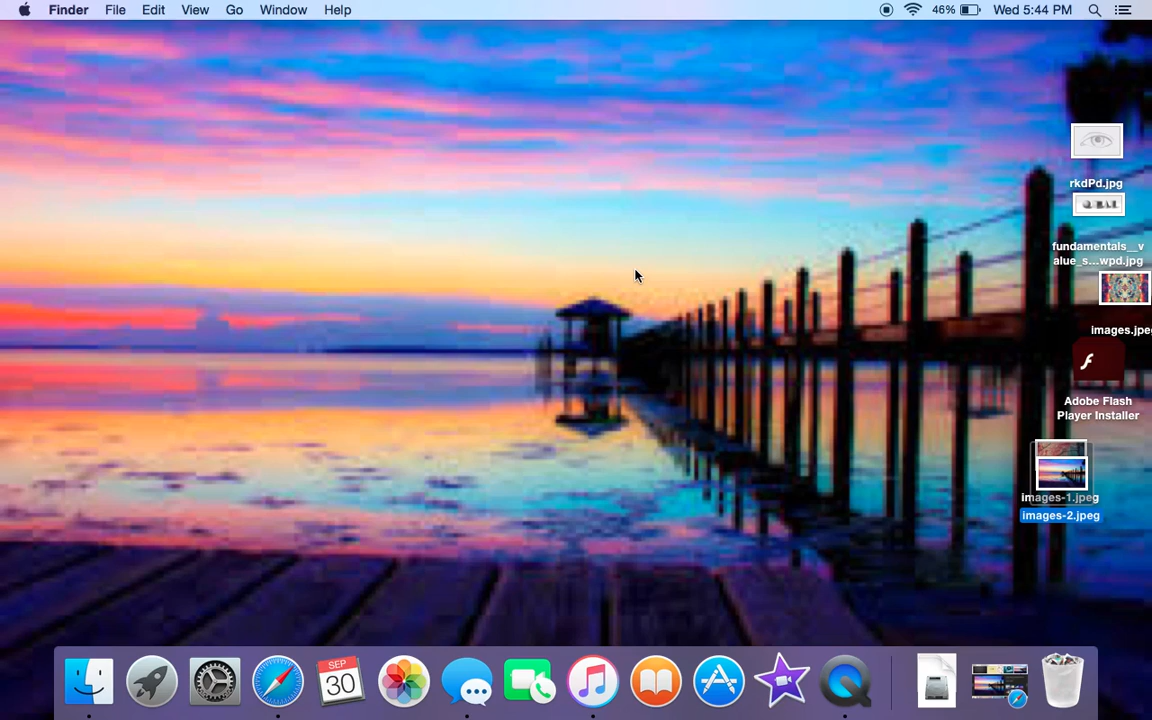 Finder File Edit View Go Window Help 46% Wed 5:44 PM
rkdPd.jpg
fundamentals__v
alue_s...wpd.jpg
images.jpe
Adobe Flash
Player Installer
images-1.jpeg
images-2.jpeg
SEP
30